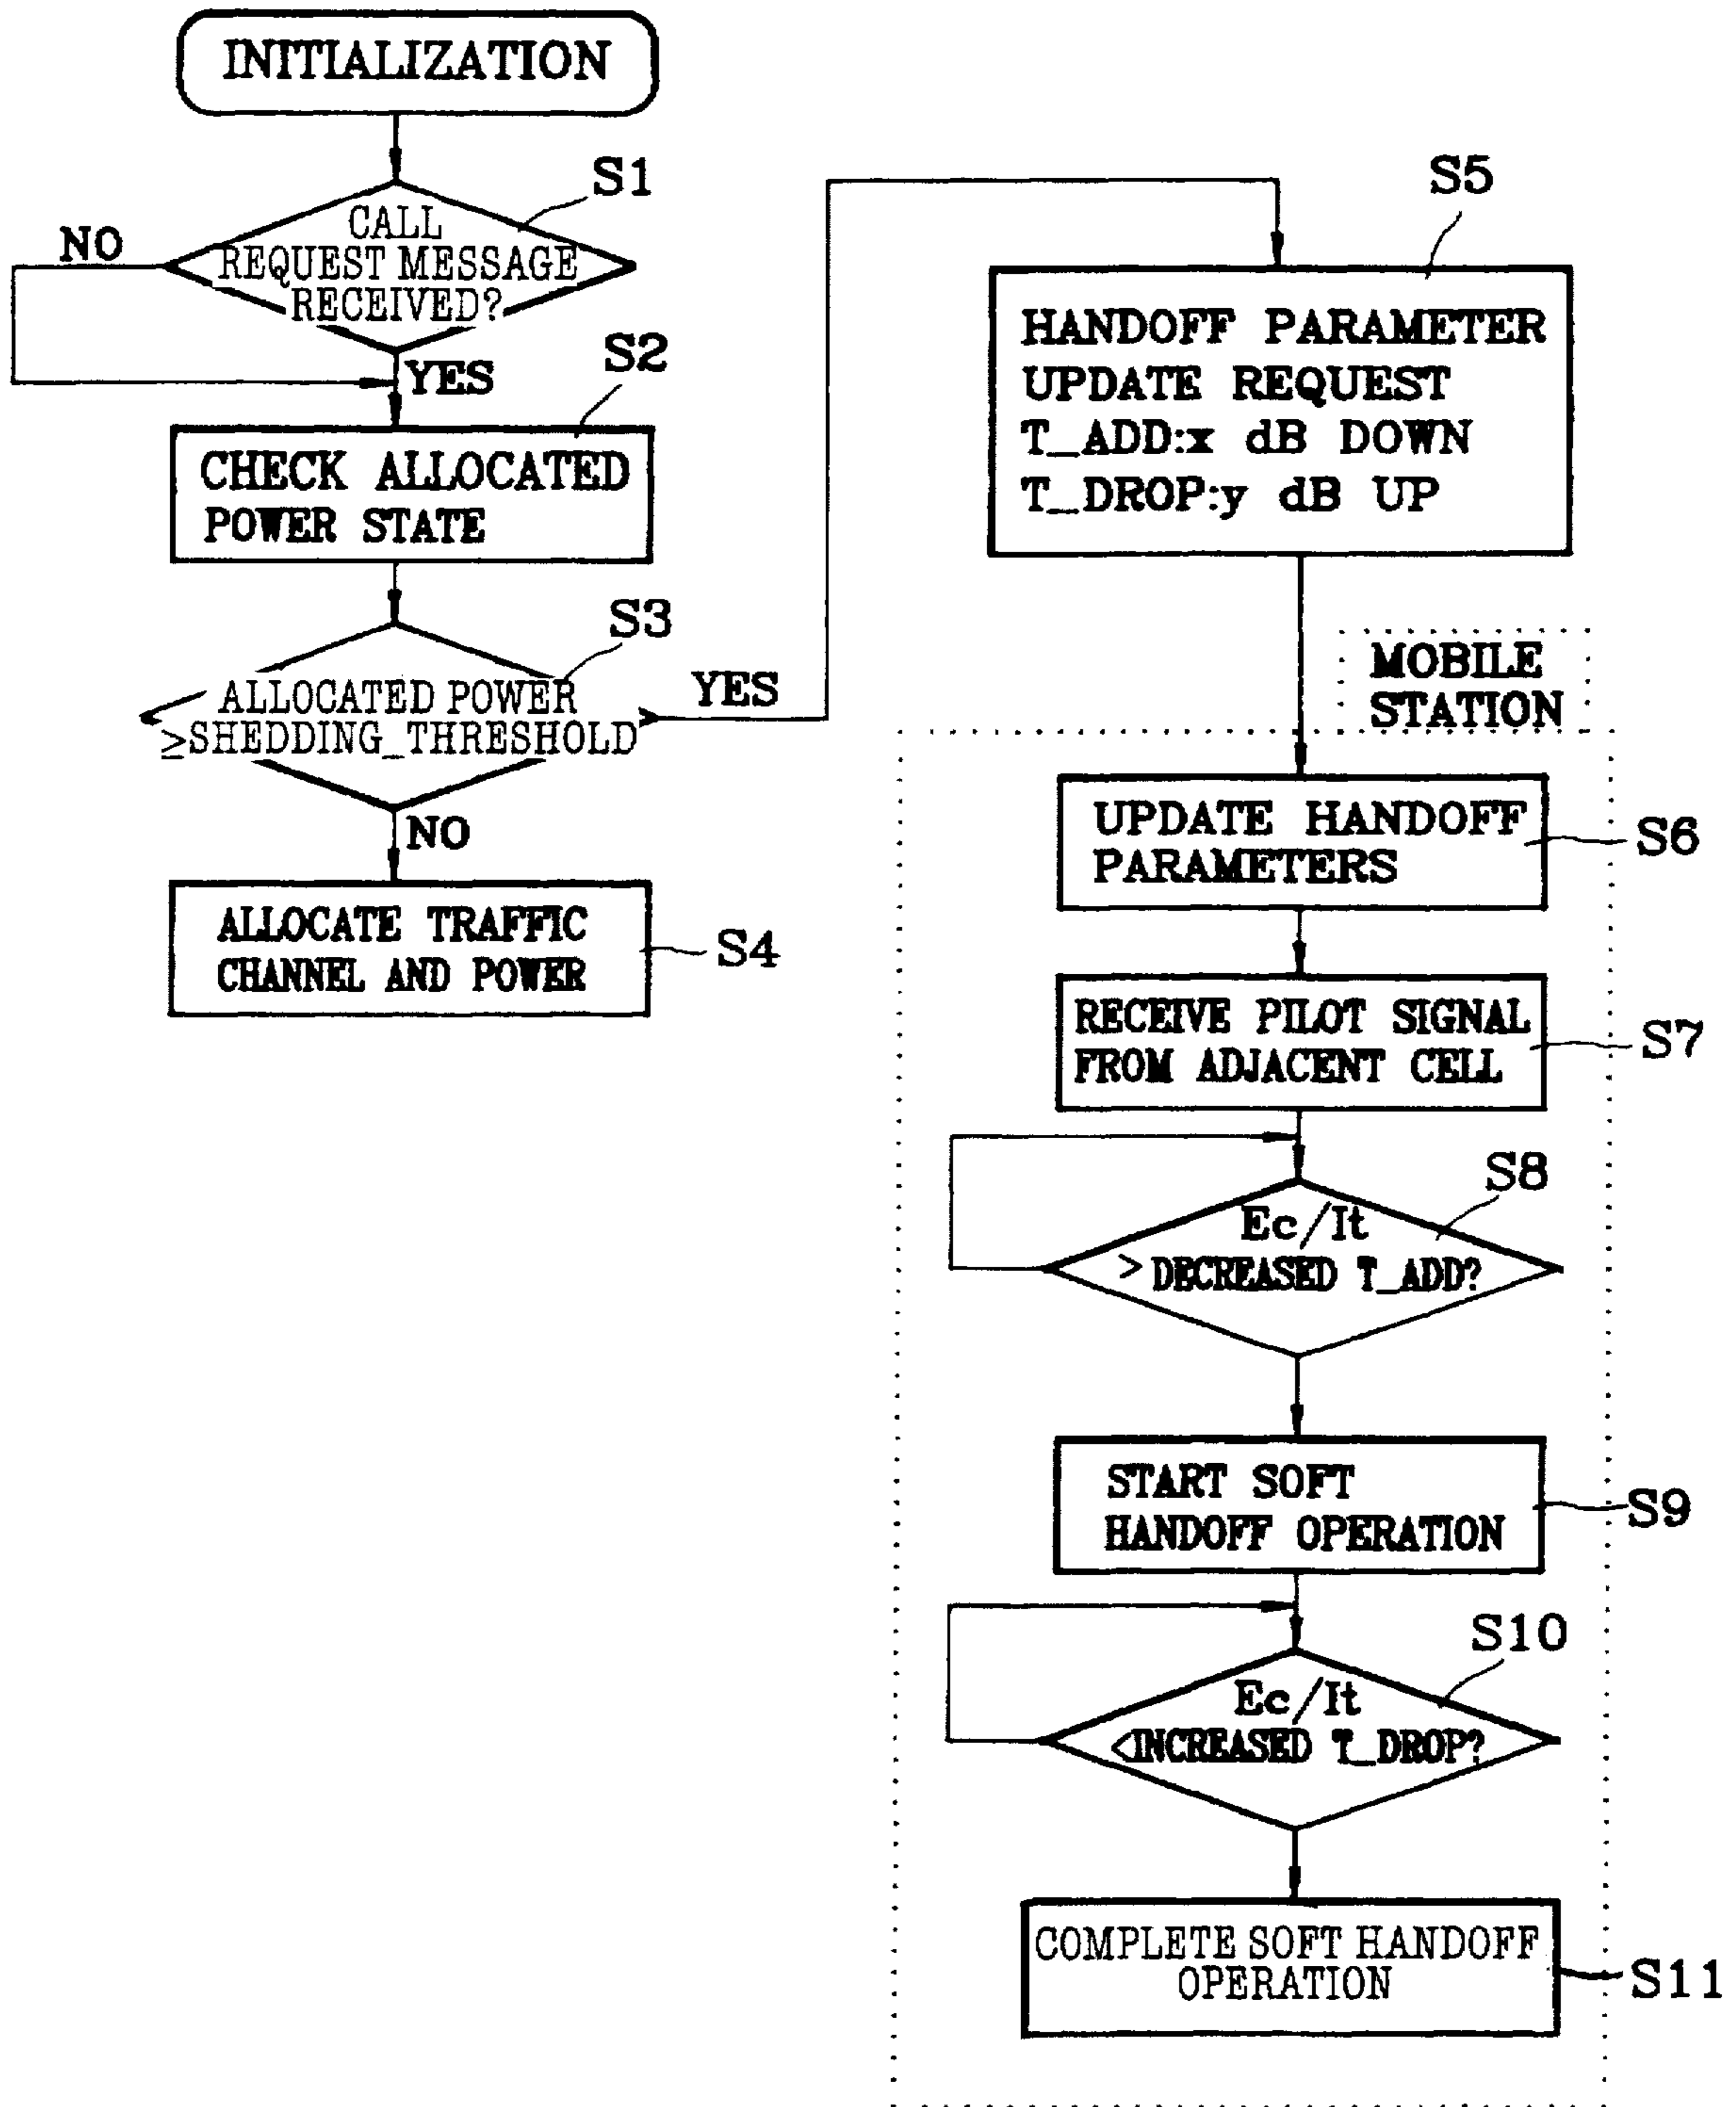 INITIALIZATION
S1
CALL
REQUEST MESSAGE
RECEIVED?
NO
YES
S2
CHECK ALLOCATED
POWER STATE
S3
ALLOCATED POWER
≥SHEDDING_THRESHOLD
YES
NO
ALLOCATE TRAFFIC
CHANNEL AND POWER
S4
S5
HANDOFF PARAMETER
UPDATE REQUEST
T_ADD:x dB DOWN
T_DROP:y dB UP
MOBILE
STATION
UPDATE HANDOFF
PARAMETERS
S6
RECEIVE PILOT SIGNAL
FROM ADJACENT CELL
S7
S8
Ec/It
> DECREASED T_ADD?
START SOFT
HANDOFF OPERATION
S9
S10
Ec/It
<INCREASED T_DROP?
COMPLETE SOFT HANDOFF
OPERATION
S11